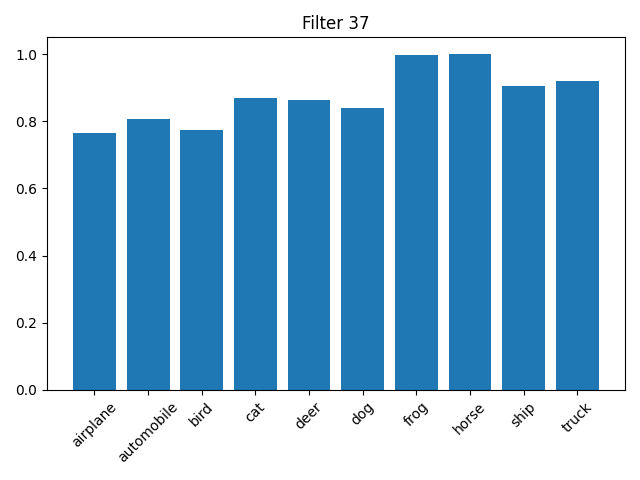 Filter 37
1.0
0.8
0.6
0.4
0.2
0.0
airplane
automobile
bird
cat
deer
dog
frog
horse
ship
truck